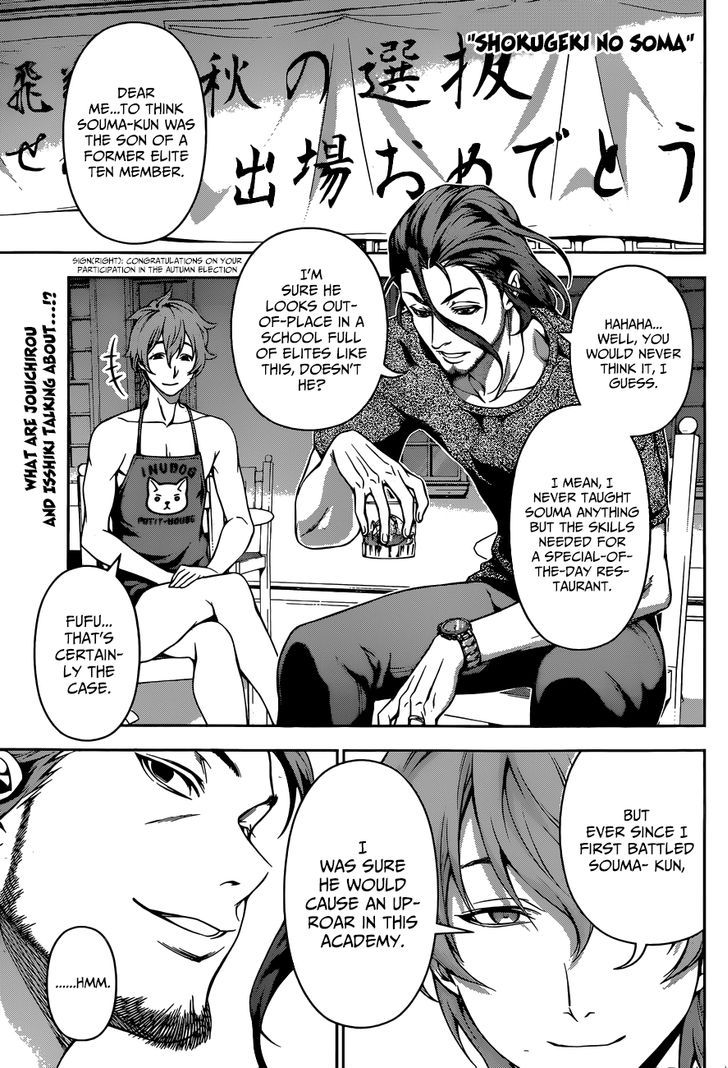 "SHOKUGEKI NO SOMA"
秋の選抜
出場おめでとう
DEAR
ME...TO THINK
SOUMA-KUN WAS
THE SON OF A
FORMER ELITE
TEN MEMBER.
SIGN(RIGHT): CONGRATULATIONS ON YOUR
PARTICIPATION IN THE AUTUMN ELECTION
HAHAHA...
WELL, YOU
WOULD NEVER
THINK IT, I
GUESS.
I'M
SURE HE
LOOKS OUT-
OF-PLACE IN A
SCHOOL FULL
OF ELITES LIKE
THIS, DOESN'T
HE?
I MEAN, I
NEVER TAUGHT
SOUMA ANYTHING
BUT THE SKILLS
NEEDED FOR
A SPECIAL-OF-
THE-DAY RES-
TAURANT.
WHAT ARE JOUICHIROU
AND ISSHIKI TALKING ABOUT....!?
INUDOG
PETIT-HOUND
FUFU...
THAT'S
CERTAIN-
LY THE
CASE.
BUT
EVER SINCE I
FIRST BATTLED
SOUMA- KUN,
I
WAS SURE
HE WOULD
CAUSE AN UP-
ROAR IN THIS
ACADEMY.
......HMM.